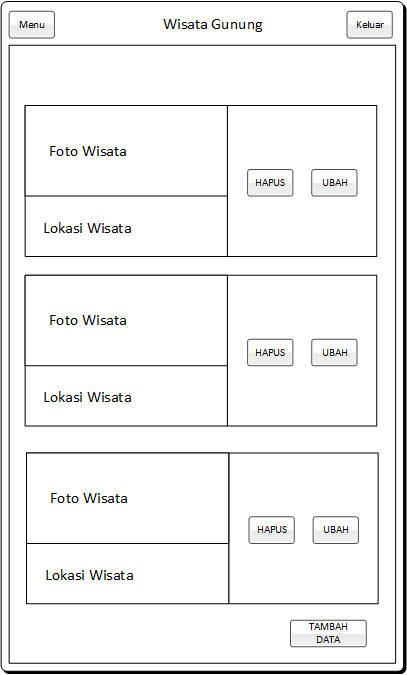 Menu
Wisata Gunung
Keluar
Foto Wisata
HAPUS
UBAH
Lokasi Wisata
Foto Wisata
HAPUS
UBAH
Lokasi Wisata
Foto Wisata
HAPUS
UBAH
Lokasi Wisata
TAMBAH
DATA